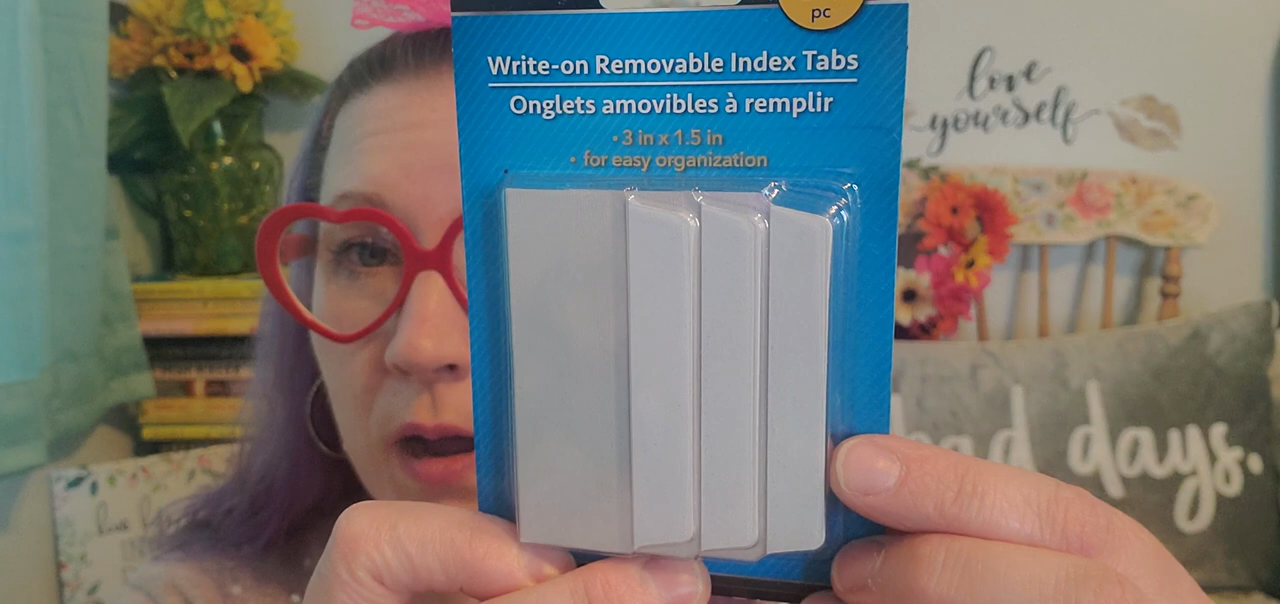 pc
Write-on Removable Index Tabs
Onglets amovibles à remplir
• 3 in x 1.5 in
• for easy organization
love
yourself
bad days.